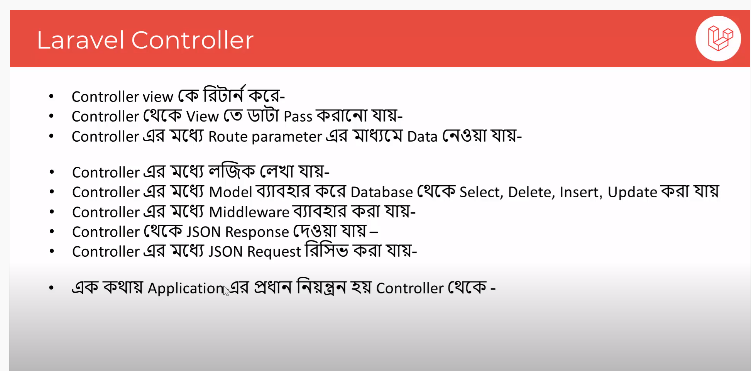 Laravel Controller
• Controller view কে রিটার্ন করে-
• Controller থেকে View তে ডাটা Pass করানো যায়-
• Controller এর মধ্যে Route parameter এর মাধ্যমে Data নেওয়া যায়-
• Controller এর মধ্যে লজিক লেখা যায়-
• Controller এর মধ্যে Model ব্যাবহার করে Database থেকে Select, Delete, Insert, Update করা যায়
• Controller এর মধ্যে Middleware ব্যাবহার করা যায়-
• Controller থেকে JSON Response দেওয়া যায় –
• Controller এর মধ্যে JSON Request রিসিভ করা যায়-
• এক কথায় Application এর প্রধান নিয়ন্ত্রন হয় Controller থেকে -